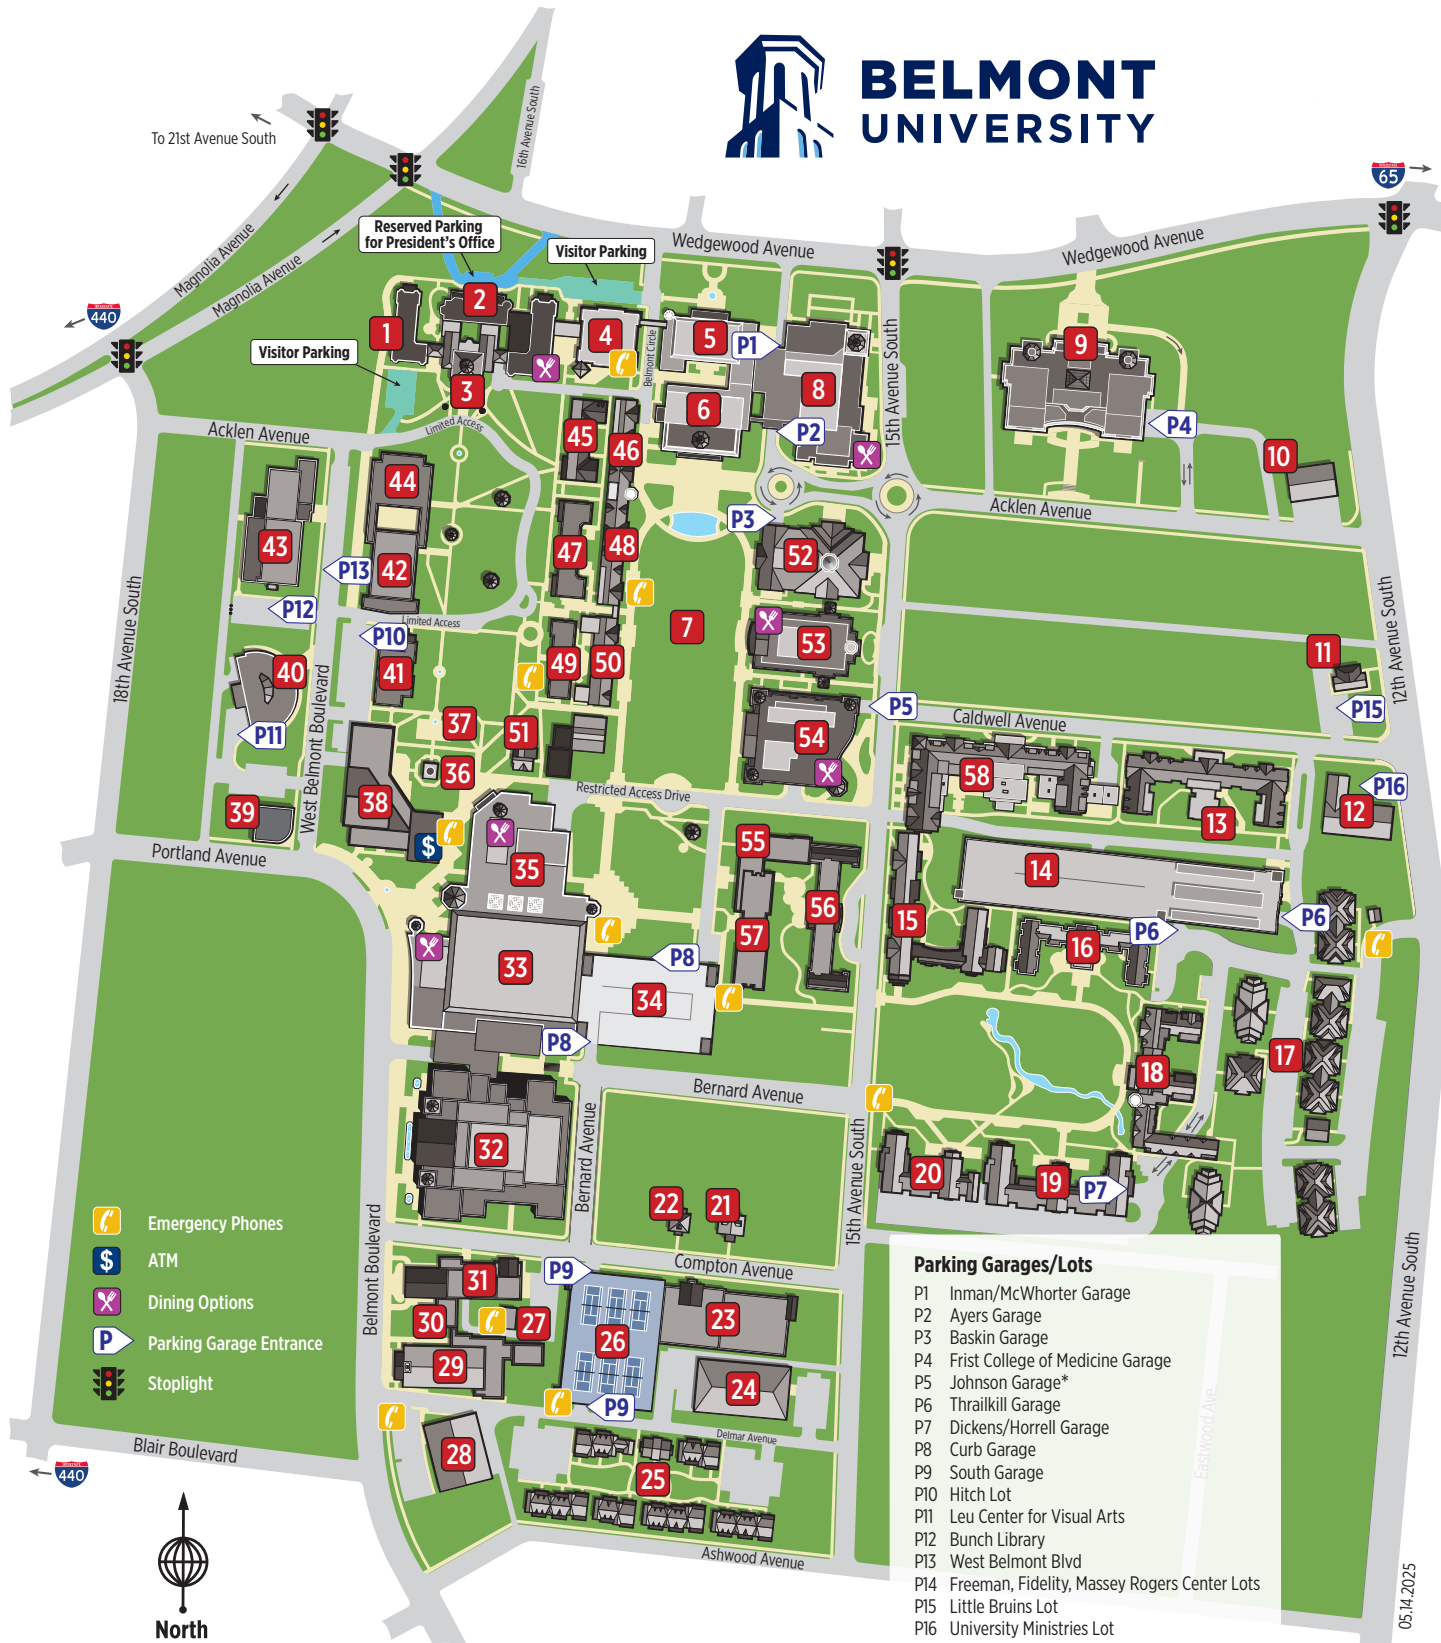 BELMONT
UNIVERSITY
To 21st Avenue South
16th Avenue South
65
Reserved Parking
for President's Office
Visitor Parking
Wedgewood Avenue
Wedgewood Avenue
Magnolia Avenue
Magnolia Avenue
440
Visitor Parking
1
2
3
4
5
P1
8
9
Belmont Circle
15th Avenue South
6
P2
P4
Limited Access
Acklen Avenue
45
46
10
44
43
P3
Acklen Avenue
47
48
52
P13
42
P12
18th Avenue South
12th Avenue South
Limited Access
P10
7
53
11
40
41
49
50
P5
P15
West Belmont Boulevard
P11
37
51
54
Caldwell Avenue
36
58
P16
38
Restricted Access Drive
39
13
12
$
55
Portland Avenue
35
14
56
15
P6
P6
57
16
33
P8
34
P8
17
18
Bernard Avenue
Bernard Avenue
32
20
19
P7
22
21
15th Avenue South
Emergency Phones
$ ATM
Dining Options
P Parking Garage Entrance
Stoplight
Belmont Boulevard
Compton Avenue
12th Avenue South
31
P9
30
27
26
23
29
24
P9
Delmar Avenue
Blair Boulevard
28
440
25
Ashwood Avenue
Eastwood Ave.
North
Parking Garages/Lots
P1 Inman/McWhorter Garage
P2 Ayers Garage
P3 Baskin Garage
P4 Frist College of Medicine Garage
P5 Johnson Garage*
P6 Thrailkill Garage
P7 Dickens/Horrell Garage
P8 Curb Garage
P9 South Garage
P10 Hitch Lot
P11 Leu Center for Visual Arts
P12 Bunch Library
P13 West Belmont Blvd
P14 Freeman, Fidelity, Massey Rogers Center Lots
P15 Little Bruins Lot
P16 University Ministries Lot
05.14.2025